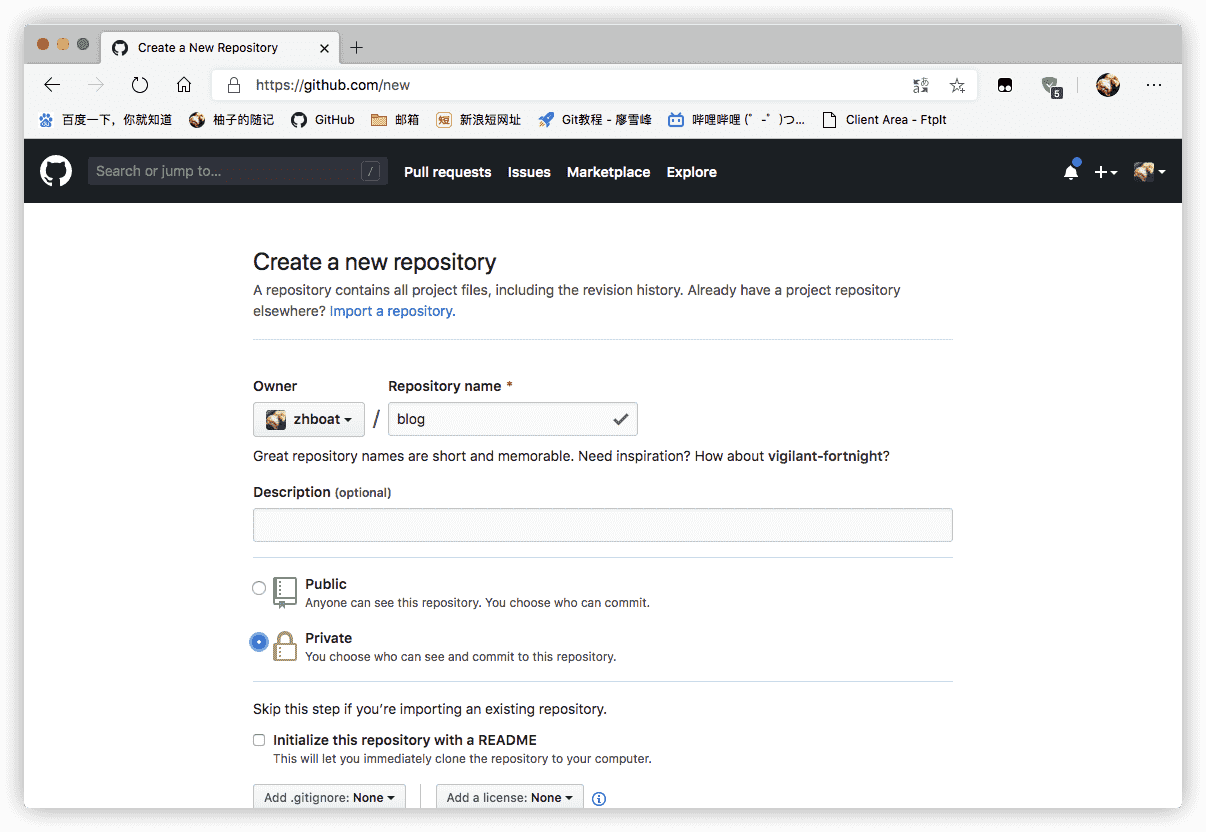 Create a New Repository
https://github.com/new
5
百度一下，你就知道 柚子的随记 GitHub 邮箱 短 新浪短网址 Git教程 - 廖雪峰 哔哩哔哩 (゜-゜)つ... Client Area - FtpIt
Search or jump to... / Pull requests Issues Marketplace Explore
Create a new repository
A repository contains all project files, including the revision history. Already have a project repository
elsewhere? Import a repository.
Owner Repository name *
zhboat / blog
Great repository names are short and memorable. Need inspiration? How about vigilant-fortnight?
Description (optional)
Public
Anyone can see this repository. You choose who can commit.
Private
You choose who can see and commit to this repository.
Skip this step if you’re importing an existing repository.
Initialize this repository with a README
This will let you immediately clone the repository to your computer.
Add .gitignore: None Add a license: None